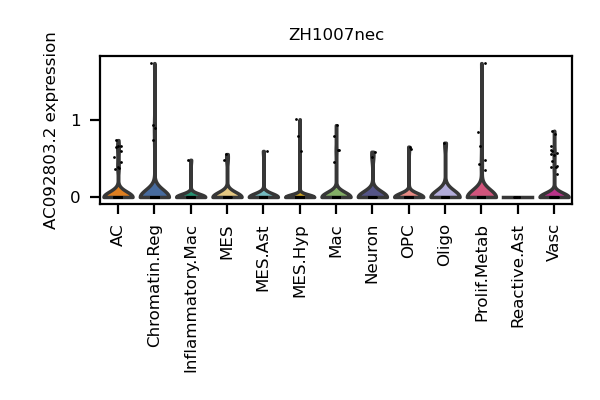 ZH1007nec
AC092803.2 expression
1
0
AC
Chromatin.Reg
Inflammatory.Mac
MES
MES.Ast
MES.Hyp
Mac
Neuron
OPC
Oligo
Prolif.Metab
Reactive.Ast
Vasc